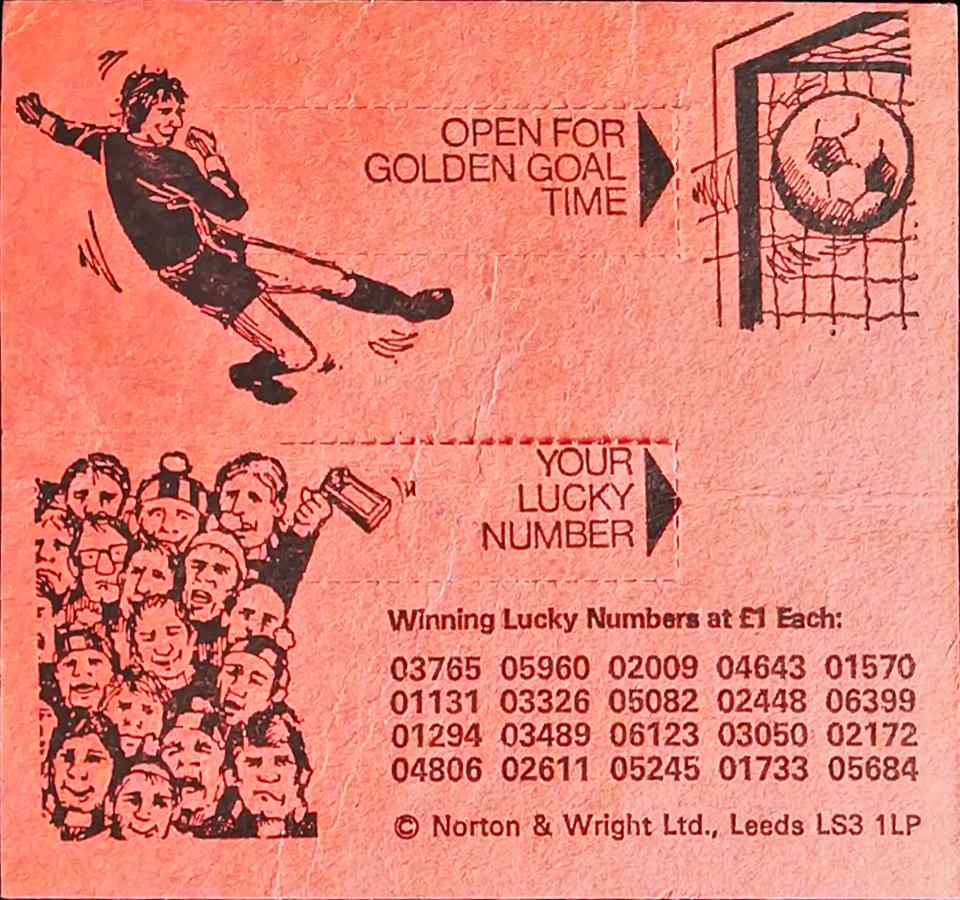 OPEN FOR
GOLDEN GOAL
TIME
YOUR
LUCKY
NUMBER
Winning Lucky Numbers at £1 Each:
03765 05960 02009 04643 01570
01131 03326 05082 02448 06399
01294 03489 06123 03050 02172
04806 02611 05245 01733 05684
© Norton & Wright Ltd., Leeds LS3 1LP